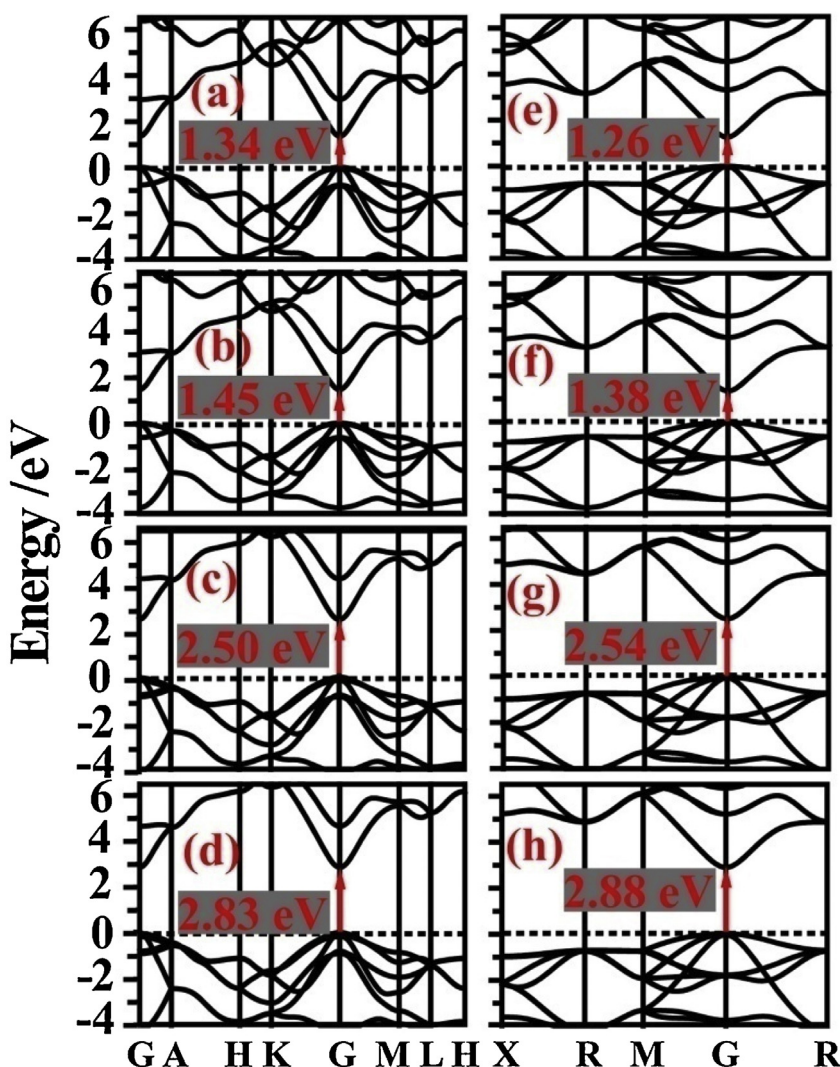 Energy /eV
6
4
2
0
-2
-4
(a)
1.34 eV
(e)
1.26 eV
6
4
2
0
-2
-4
(b)
1.45 eV
(f)
1.38 eV
6
4
2
0
-2
-4
(c)
2.50 eV
(g)
2.54 eV
6
4
2
0
-2
-4
(d)
2.83 eV
(h)
2.88 eV
G A H K G M L H X R M G R